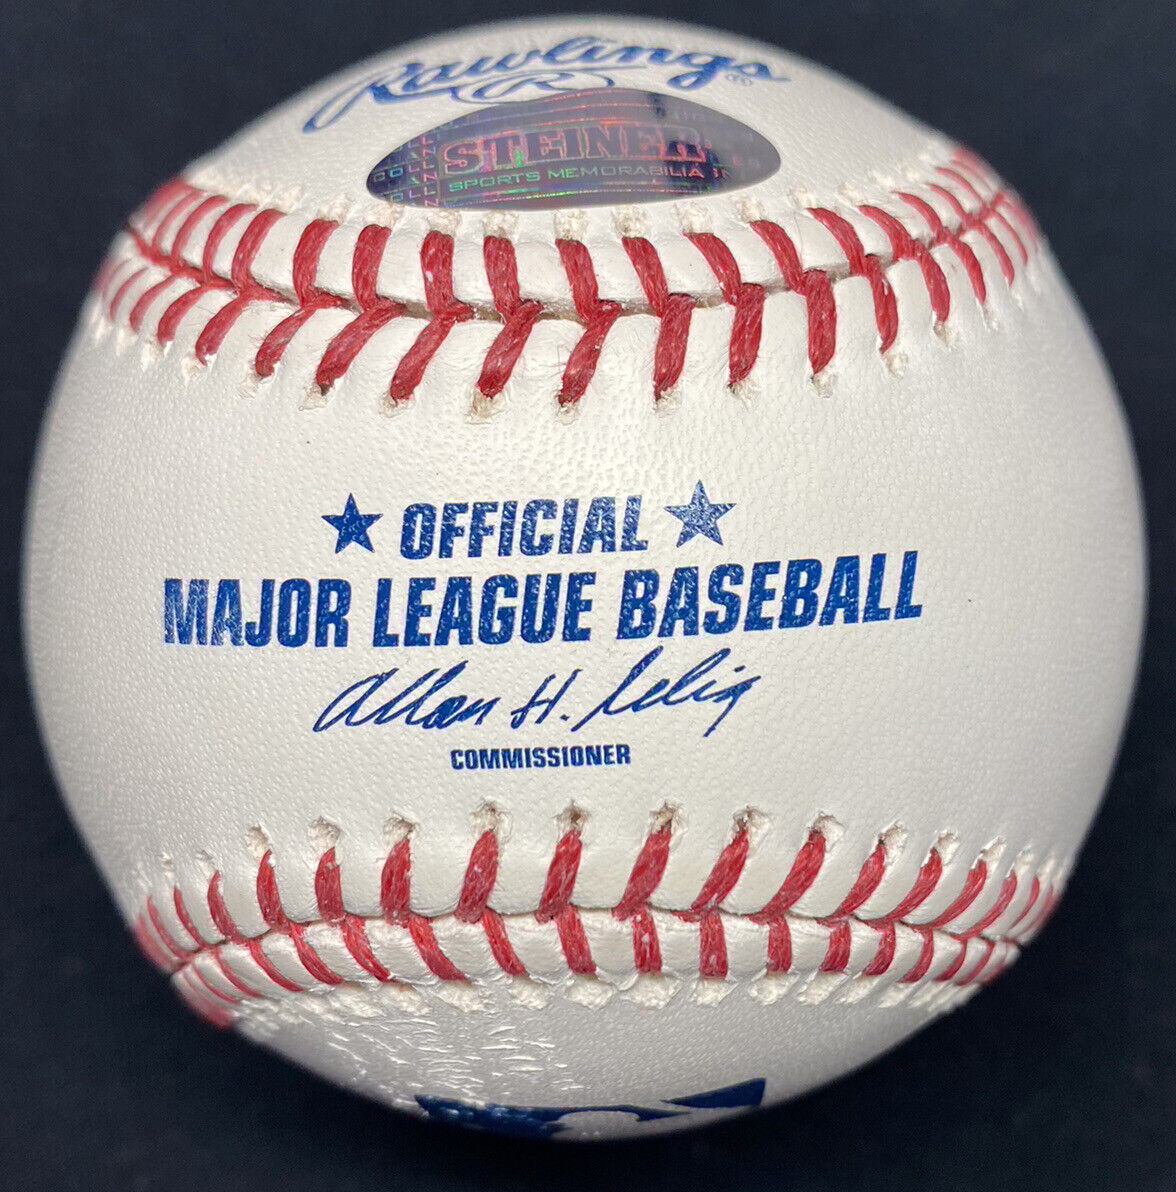 Rawlings®
R
STEINER
SPORTS MEMORABILIA
OFFICIAL
MAJOR LEAGUE BASEBALL
Allan H. Selig
COMMISSIONER